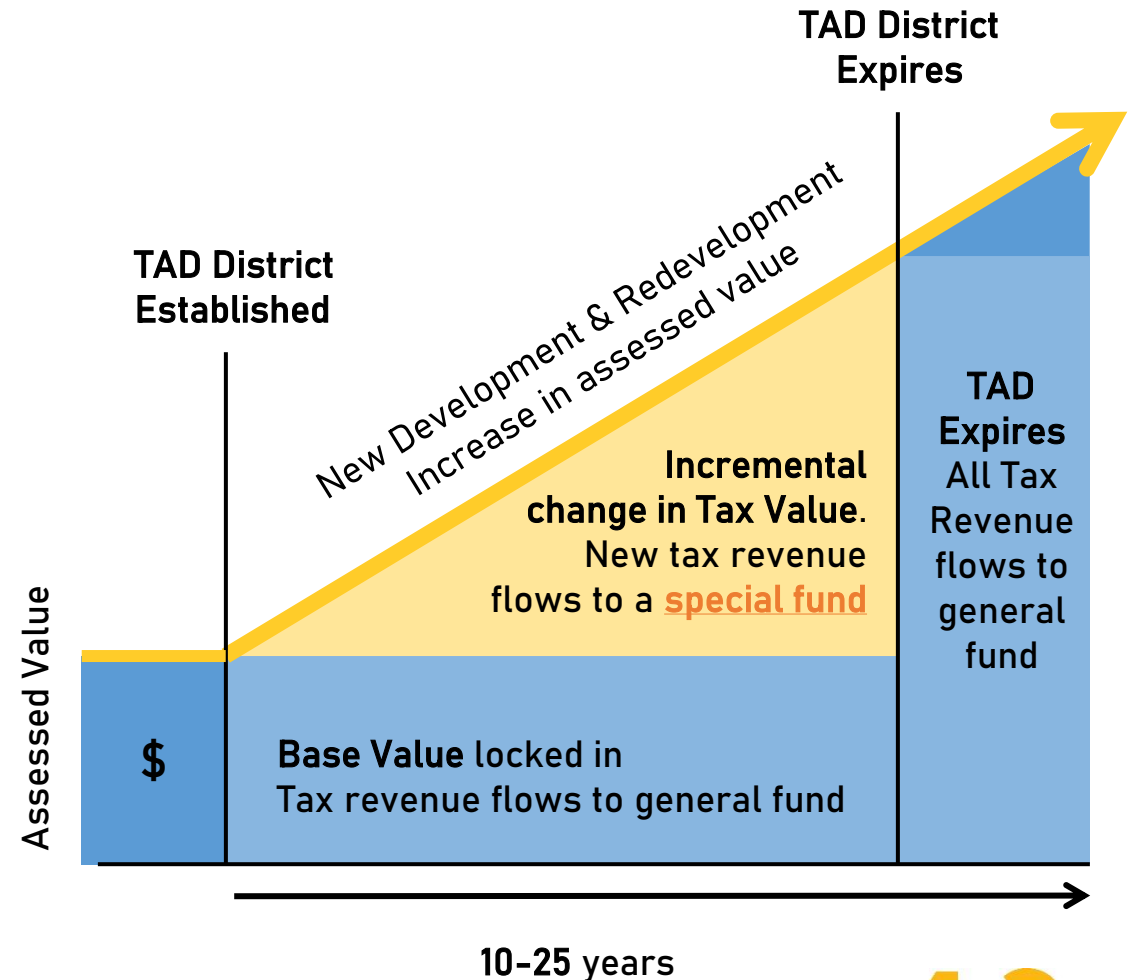 TAD District
Expires
TAD District
Established
New Development & Redevelopment
Increase in assessed value
Incremental
change in Tax Value.
New tax revenue
flows to a special fund
TAD
Expires
All Tax
Revenue
flows to
general
fund
Assessed Value
$
Base Value locked in
Tax revenue flows to general fund
10-25 years